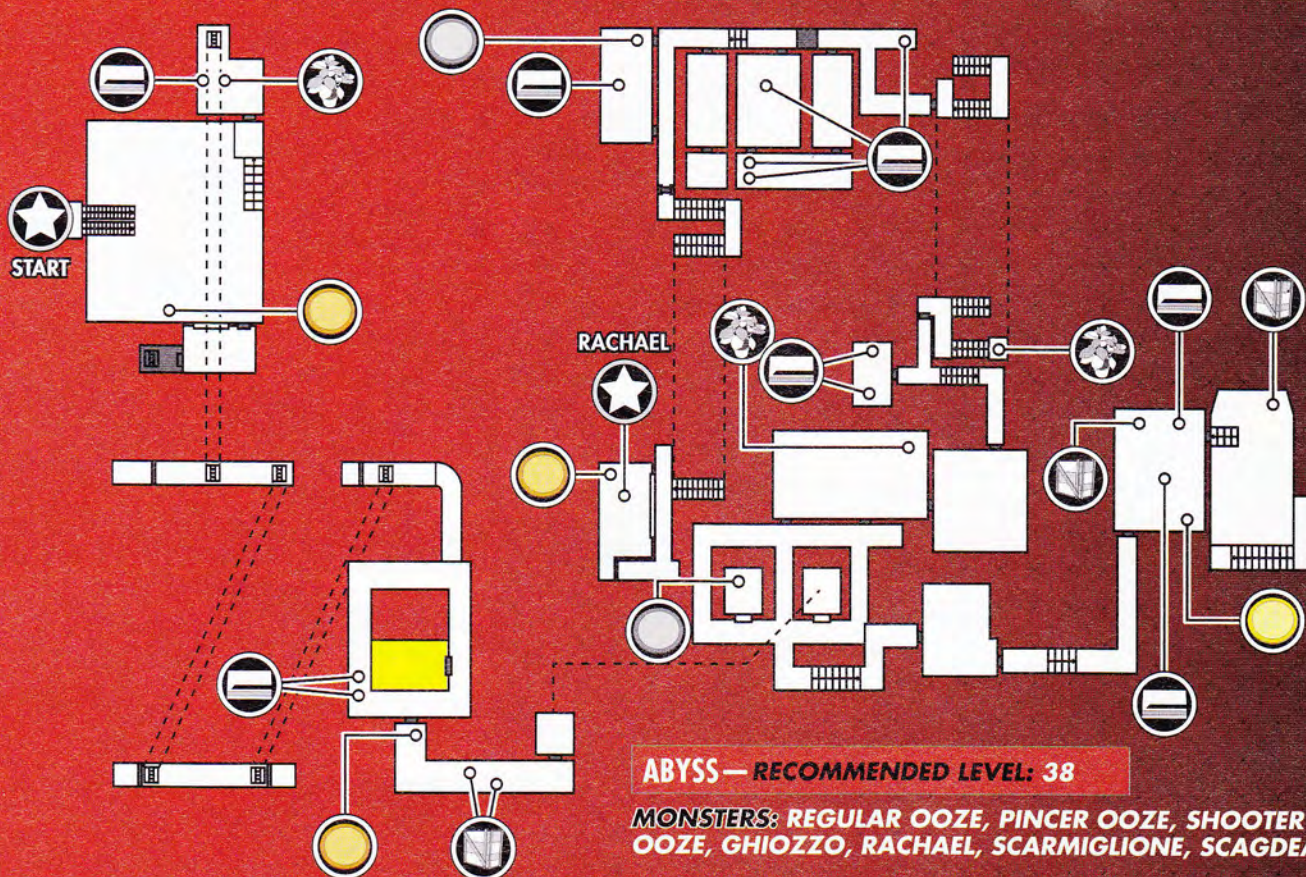 START
RACHAEL
ABYSS— RECOMMENDED LEVEL: 38
MONSTERS: REGULAR OOZE, PINCER OOZE, SHOOTER
OOZE, GHIOZZO, RACHAEL, SCARMIGLIONE,